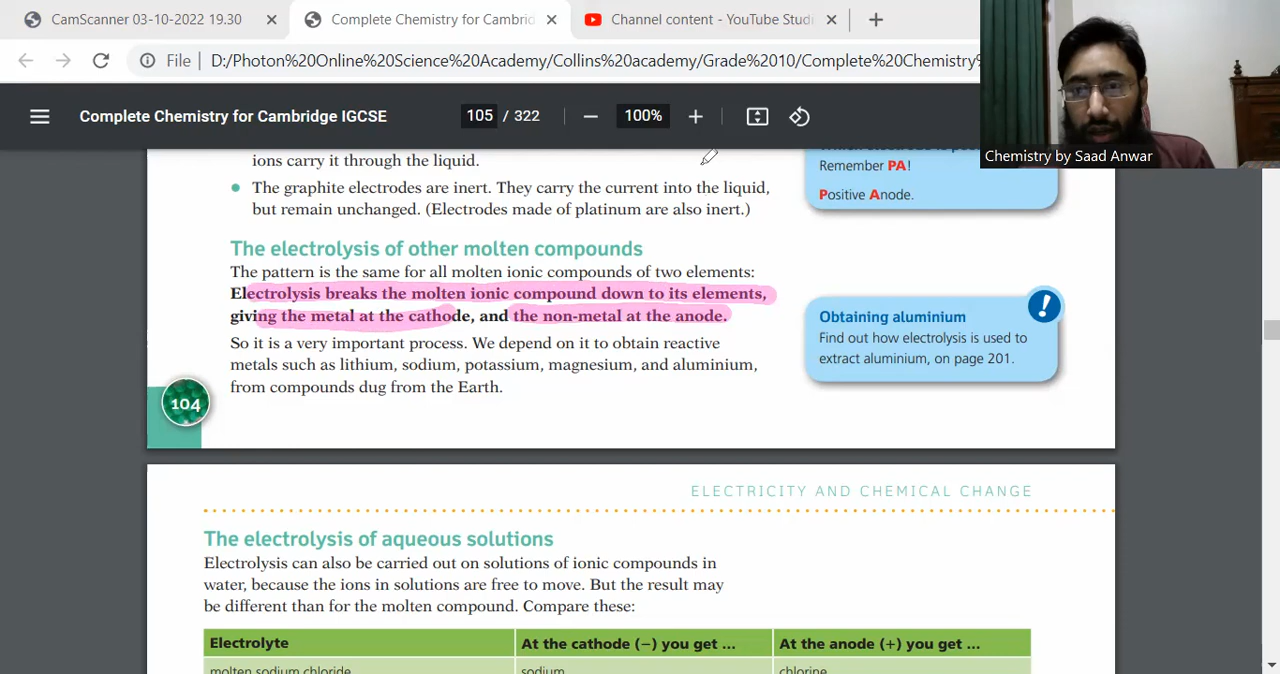 CamScanner 03-10-2022 19.30
Complete Chemistry for Cambrid
Channel content - YouTube Studi
File D:/Photon%20Online%20Science%20Academy/Collins%20academy/Grade%2010/Complete%20Chemistry%
Complete Chemistry for Cambridge IGCSE
105 / 322
100%
Chemistry by Saad Anwar
ions carry it through the liquid.
The graphite electrodes are inert. They carry the current into the liquid,
but remain unchanged. (Electrodes made of platinum are also inert.)
Remember PA!
Positive Anode.
The electrolysis of other molten compounds
The pattern is the same for all molten ionic compounds of two elements:
Electrolysis breaks the molten ionic compound down to its elements,
giving the metal at the cathode, and the non-metal at the anode.
So it is a very important process. We depend on it to obtain reactive
metals such as lithium, sodium, potassium, magnesium, and aluminium,
from compounds dug from the Earth.
!
Obtaining aluminium
Find out how electrolysis is used to
extract aluminium, on page 201.
104
ELECTRICITY AND CHEMICAL CHANGE
The electrolysis of aqueous solutions
Electrolysis can also be carried out on solutions of ionic compounds in
water, because the ions in solutions are free to move. But the result may
be different than for the molten compound. Compare these:
Electrolyte At the cathode (−) you get ... At the anode (+) you get ...
molten sodium chloride sodium chlorine